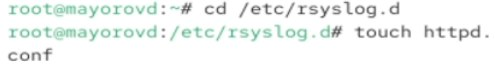 root@mayorovd:~# cd /etc/rsyslog.d
root@mayorovd:/etc/rsyslog.d# touch httpd.
conf